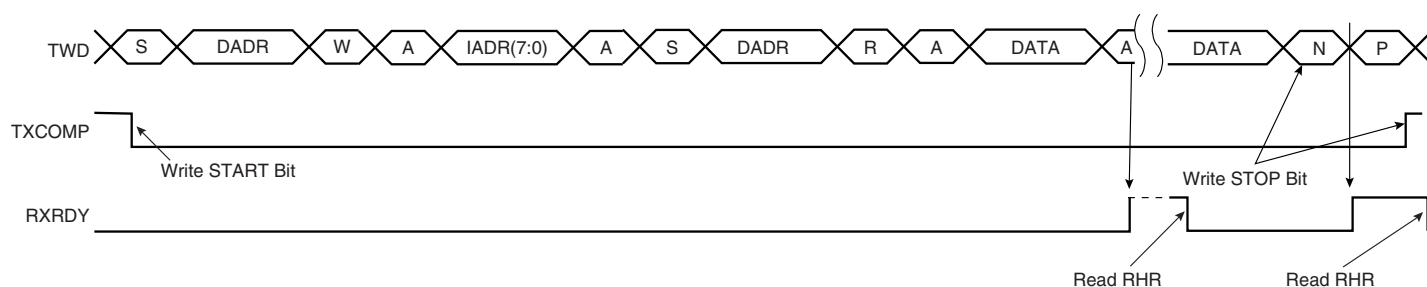 TWD S DADR W A IADR(7:0) A S DADR R A DATA A DATA N P
TXCOMP
Write START Bit
Write STOP Bit
RXRDY
Read RHR Read RHR